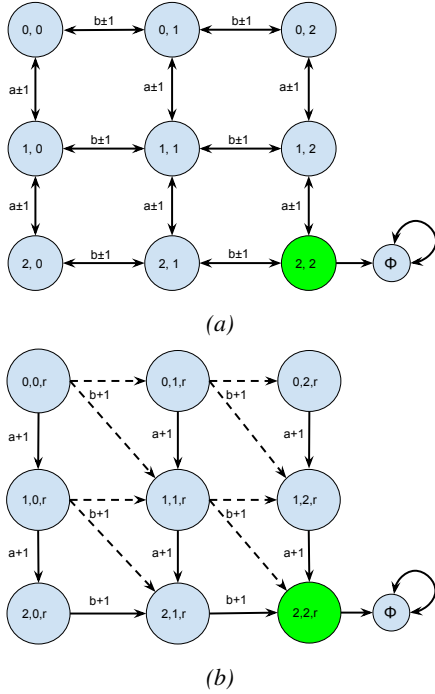 0, 0 b±1 0, 1 b±1 0, 2
a±1 a±1 a±1
1, 0 b±1 1, 1 b±1 1, 2
a±1 a±1 a±1
2, 0 b±1 2, 1 b±1 2, 2 Φ
(a)
0,0,r 0,1,r 0,2,r
b+1 b+1
a+1 a+1 a+1
1,0,r 1,1,r 1,2,r
b+1 b+1
a+1 a+1 a+1
2,0,r b+1 2,1,r b+1 2,2,r Φ
(b)